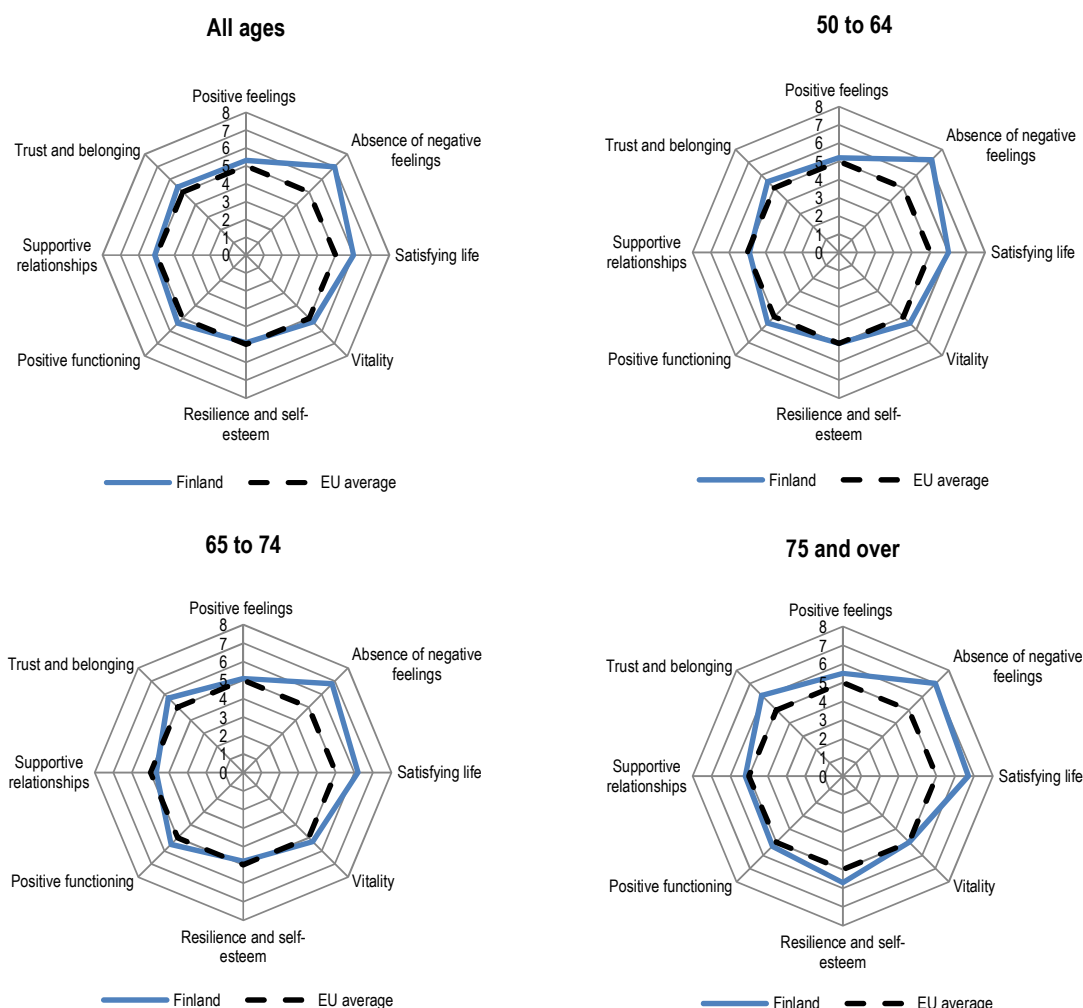 All ages
Positive feelings
8
7
6
5
4
3
2
1
0
Absence of negative
feelings
Trust and belonging
Supportive
relationships
Satisfying life
Positive functioning
Vitality
Resilience and self-
esteem
Finland
EU average
50 to 64
Positive feelings
8
7
6
5
4
3
2
1
0
Absence of negative
feelings
Trust and belonging
Supportive
relationships
Satisfying life
Positive functioning
Vitality
Resilience and self-
esteem
Finland
EU average
65 to 74
Positive feelings
8
7
6
5
4
3
2
1
0
Absence of negative
feelings
Trust and belonging
Supportive
relationships
Satisfying life
Positive functioning
Vitality
Resilience and self-
esteem
Finland
EU average
75 and over
Positive feelings
8
7
6
5
4
3
2
1
0
Absence of negative
feelings
Trust and belonging
Supportive
relationships
Satisfying life
Positive functioning
Vitality
Resilience and self-
esteem
Finland
EU average